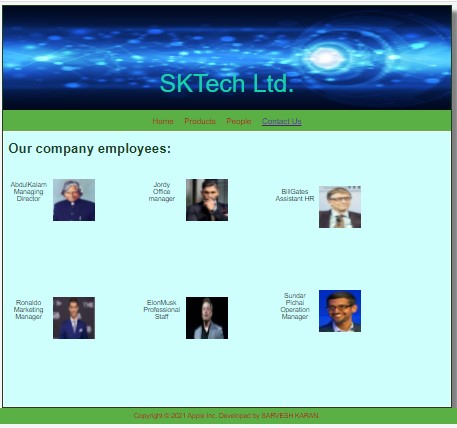 SKTech Ltd.
Home Products People Contact Us
Our company employees:
AbdulKalam
Managing
Director
Jordy
Office
manager
BillGates
Assistant HR
Ronaldo
Marketing
Manager
ElonMusk
Professional
Staff
Sundar
Pichai
Operation
Manager
Copyright © 2021 Apple Inc. Developed by SARVESH KARAN.